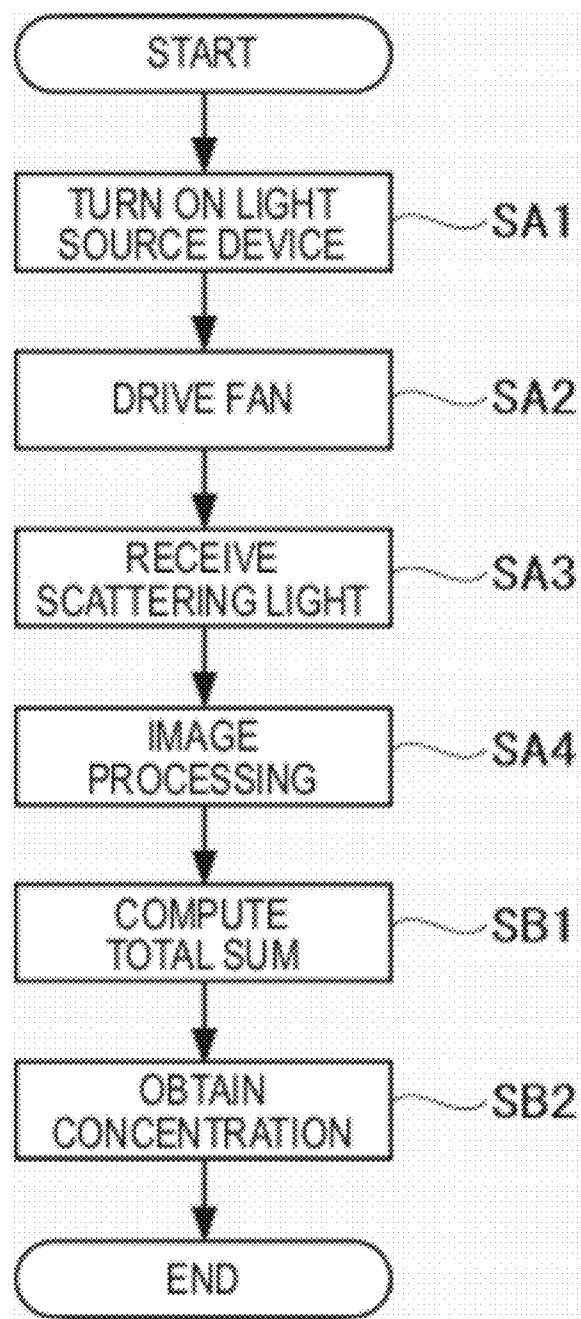 START
TURN ON LIGHT
SOURCE DEVICE
SA1
DRIVE FAN
SA2
RECEIVE
SCATTERING LIGHT
SA3
IMAGE
PROCESSING
SA4
COMPUTE
TOTAL SUM
SB1
OBTAIN
CONCENTRATION
SB2
END